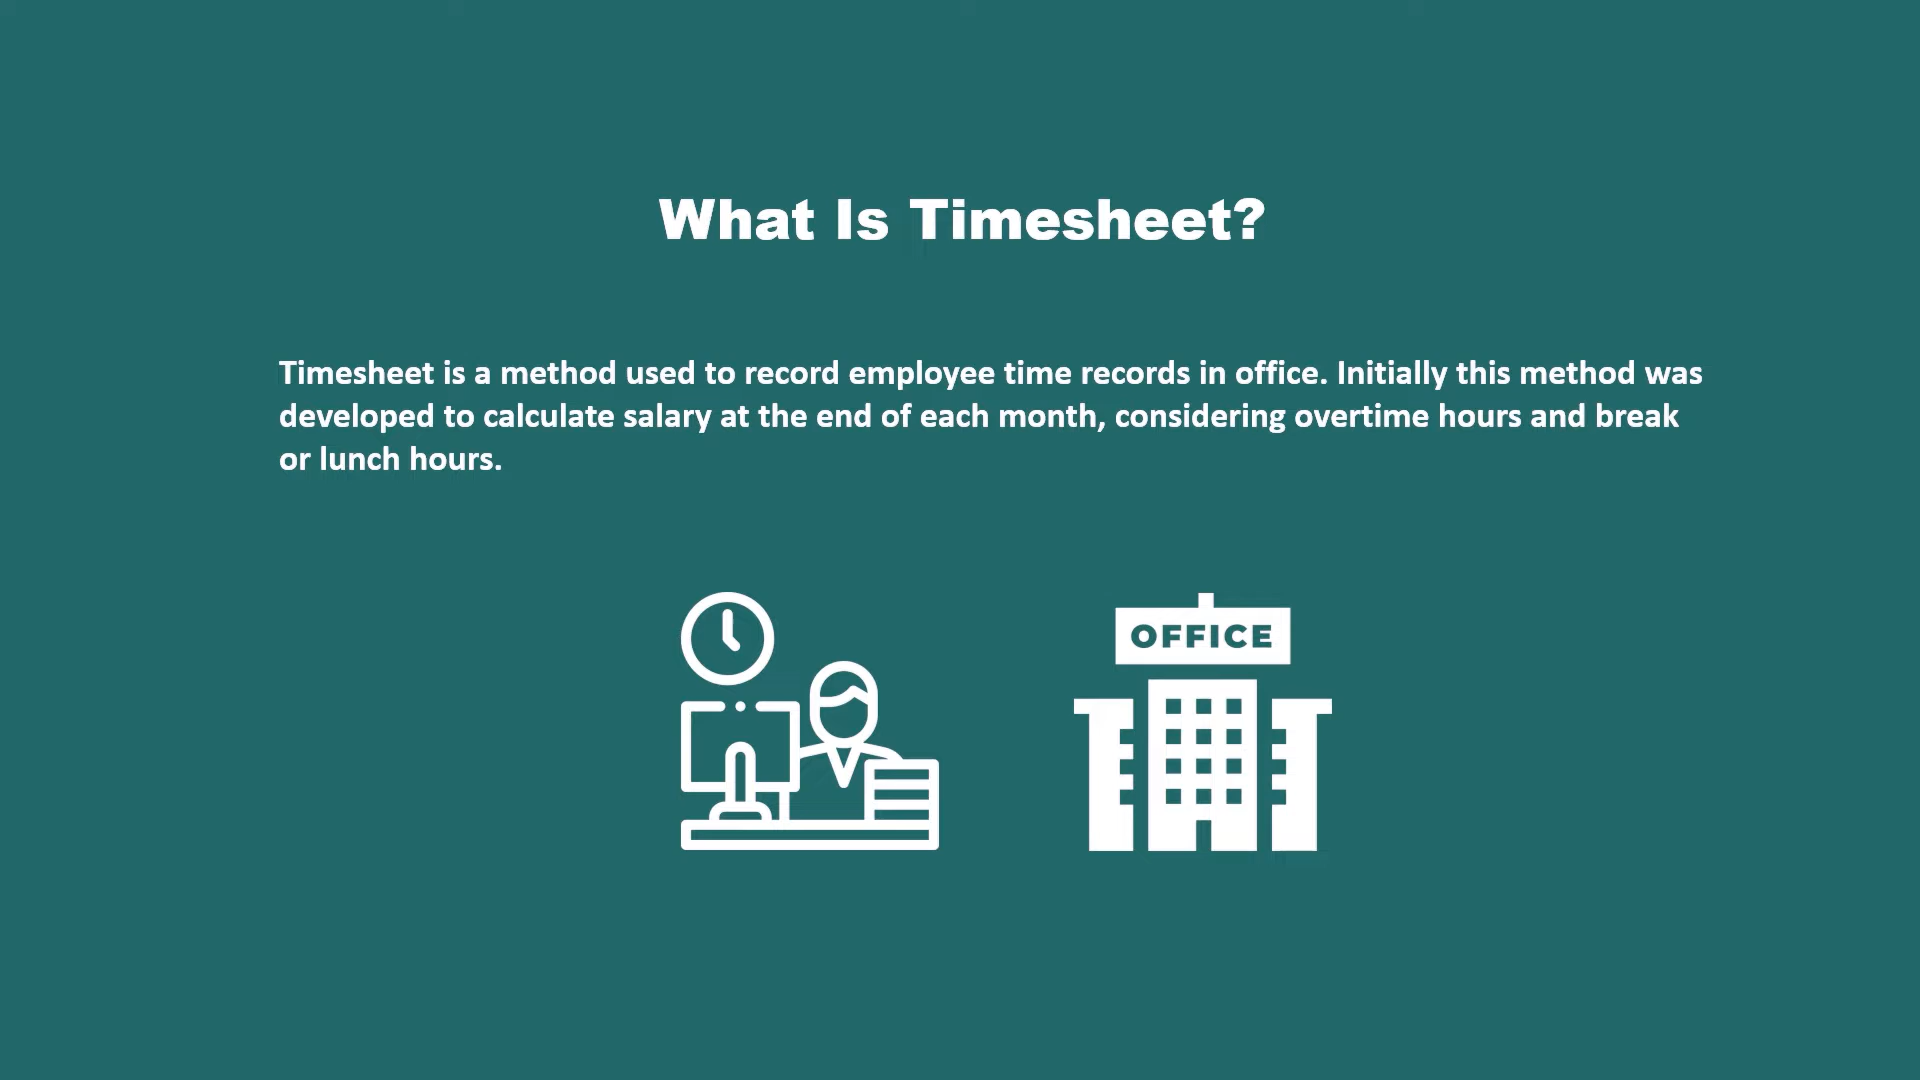 What Is Timesheet?
Timesheet is a method used to record employee time records in office. Initially this method was
developed to calculate salary at the end of each month, considering overtime hours and break
or lunch hours.
OFFICE